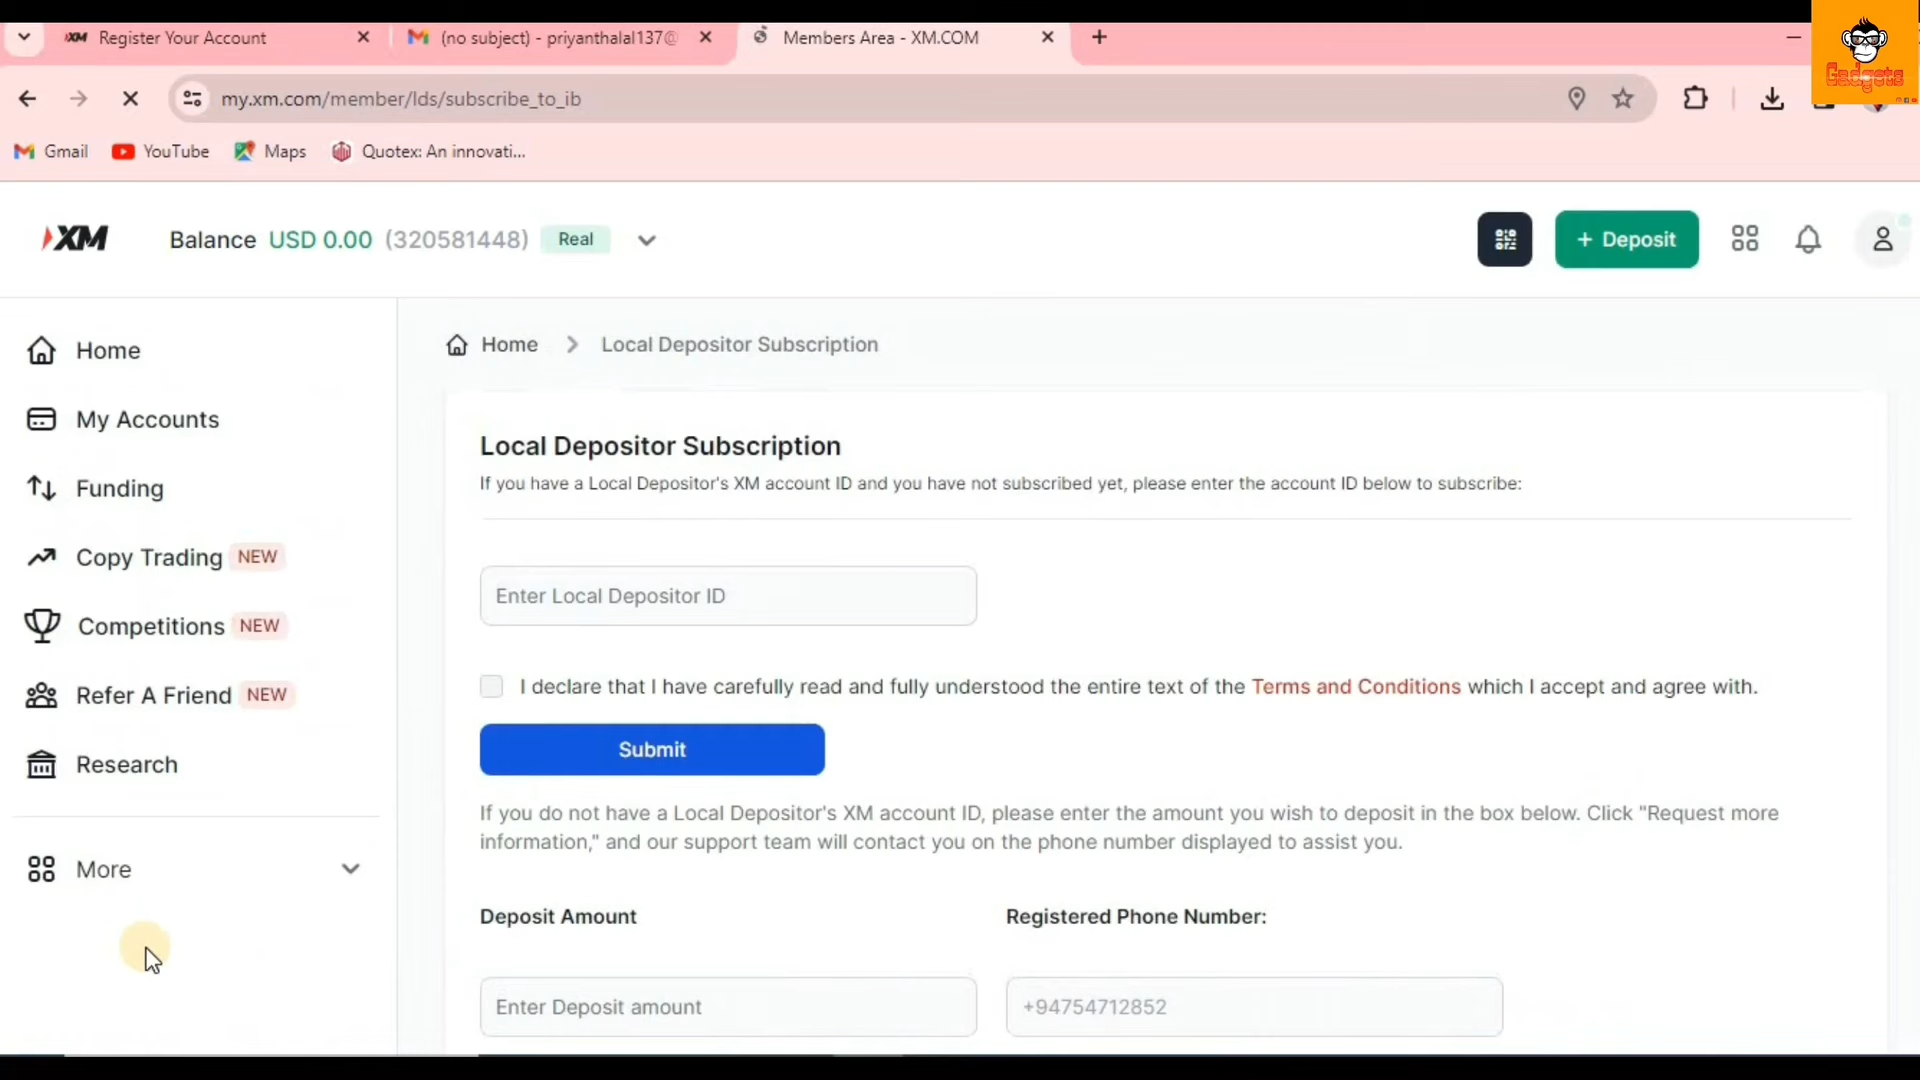 XM Register Your Account
(no subject) - priyanthalal137@
Members Area - XM.COM
Gadgets
my.xm.com/member/lds/subscribe_to_ib
Gmail
YouTube
Maps
Quotex: An innovati...
XM
Balance USD 0.00 (320581448) Real
+ Deposit
Home
My Accounts
Funding
Copy Trading NEW
Competitions NEW
Refer A Friend NEW
Research
More
Home > Local Depositor Subscription
Local Depositor Subscription
If you have a Local Depositor's XM account ID and you have not subscribed yet, please enter the account ID below to subscribe:
Enter Local Depositor ID
I declare that I have carefully read and fully understood the entire text of the Terms and Conditions which I accept and agree with.
Submit
If you do not have a Local Depositor's XM account ID, please enter the amount you wish to deposit in the box below. Click "Request more
information," and our support team will contact you on the phone number displayed to assist you.
Deposit Amount
Registered Phone Number:
Enter Deposit amount
+94754712852